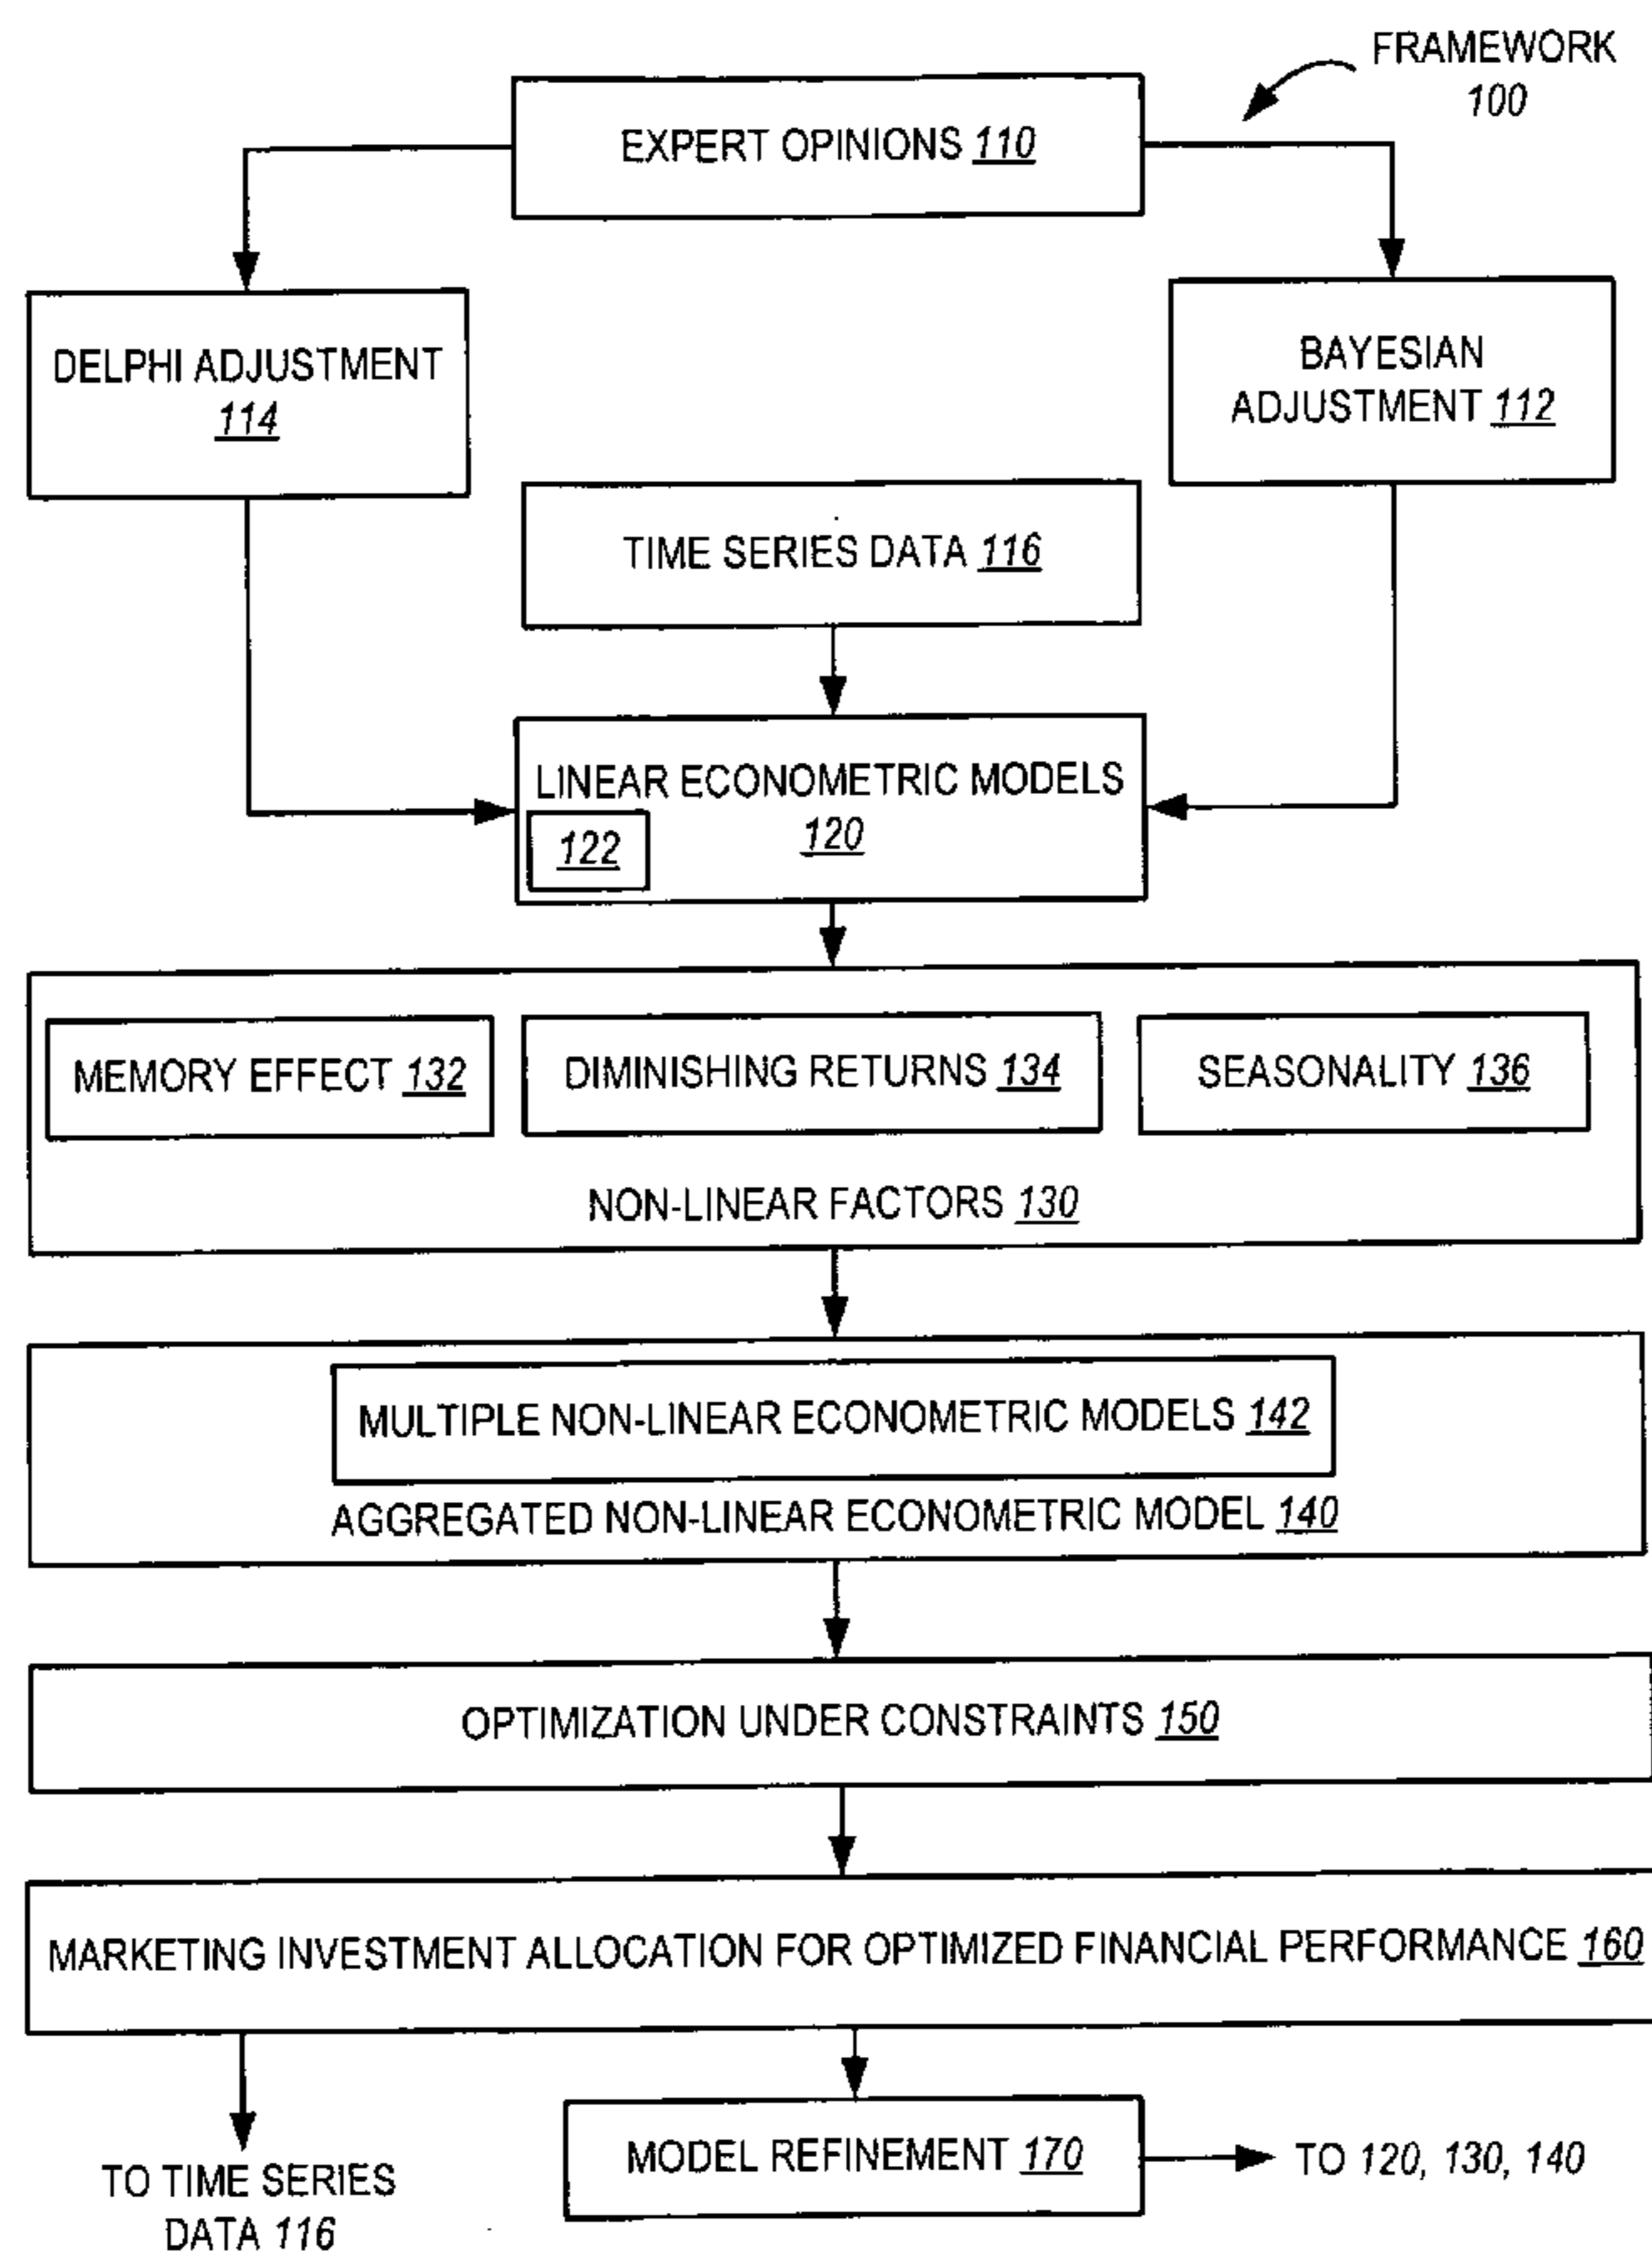 FRAMEWORK
100
EXPERT OPINIONS 110
DELPHI ADJUSTMENT
114
BAYESIAN
ADJUSTMENT 112
TIME SERIES DATA 116
LINEAR ECONOMETRIC MODELS
120
122
MEMORY EFFECT 132
DIMINISHING RETURNS 134
SEASONALITY 136
NON-LINEAR FACTORS 130
MULTIPLE NON-LINEAR ECONOMETRIC MODELS 142
AGGREGATED NON-LINEAR ECONOMETRIC MODEL 140
OPTIMIZATION UNDER CONSTRAINTS 150
MARKETING INVESTMENT ALLOCATION FOR OPTIMIZED FINANCIAL PERFORMANCE 160
MODEL REFINEMENT 170
TO 120, 130, 140
TO TIME SERIES
DATA 116